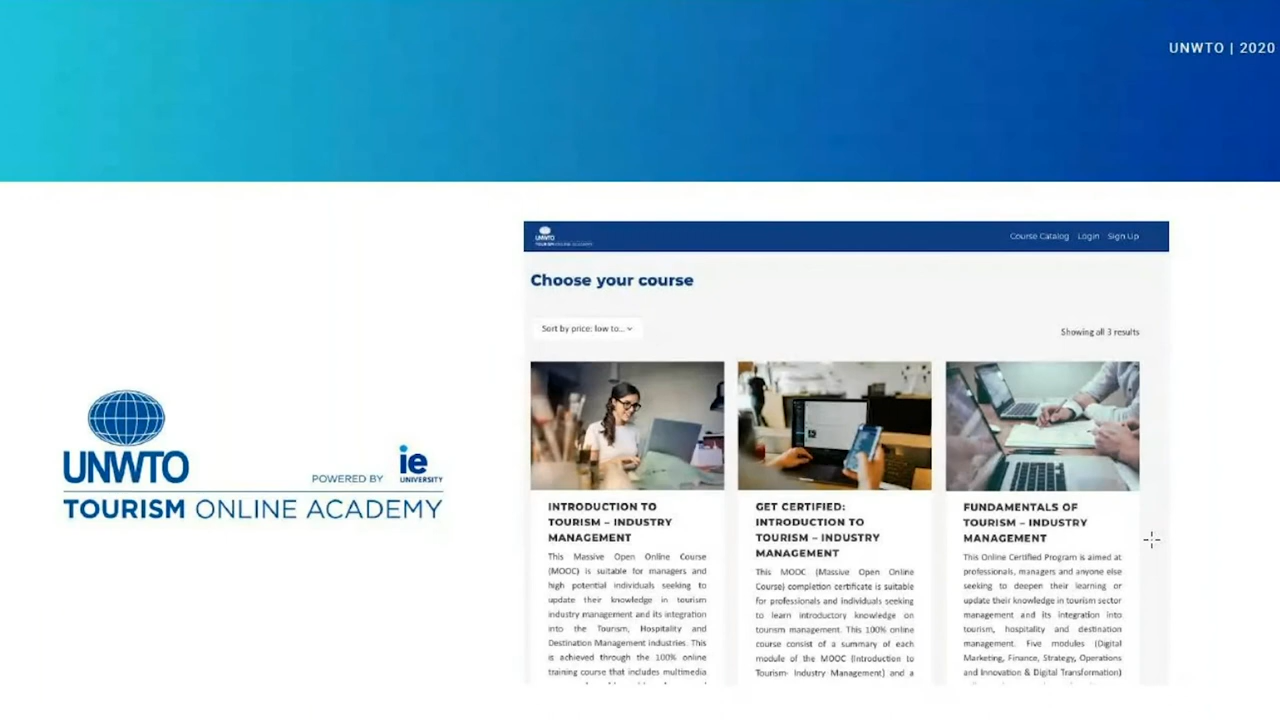 UNWTO | 2020
UNWTO
TOURISM ONLINE ACADEMY
Course Catalog Login Sign Up
Choose your course
Sort by price: low to...
Showing all 3 results
UNWTO
POWERED BY ie UNIVERSITY
TOURISM ONLINE ACADEMY
INTRODUCTION TO
TOURISM – INDUSTRY
MANAGEMENT
This Massive Open Online Course
(MOOC) is suitable for managers and
high potential individuals seeking to
update their knowledge in tourism
industry management and its integration
into the Tourism, Hospitality and
Destination Management industries. This
is achieved through the 100% online
training course that includes multimedia
GET CERTIFIED:
INTRODUCTION TO
TOURISM – INDUSTRY
MANAGEMENT
This MOOC (Massive Open Online
Course) completion certificate is suitable
for professionals and individuals seeking
to learn introductory knowledge on
tourism management. This 100% online
course consist of a summary of each
module of the MOOC (Introduction to
Tourism- Industry Management) and a
FUNDAMENTALS OF
TOURISM – INDUSTRY
MANAGEMENT
This Online Certified Program is aimed at
professionals, managers and anyone else
seeking to deepen their learning or
update their knowledge in tourism sector
management and its integration into
tourism, hospitality and destination
management. Five modules (Digital
Marketing, Finance, Strategy, Operations
and Innovation & Digital Transformation)